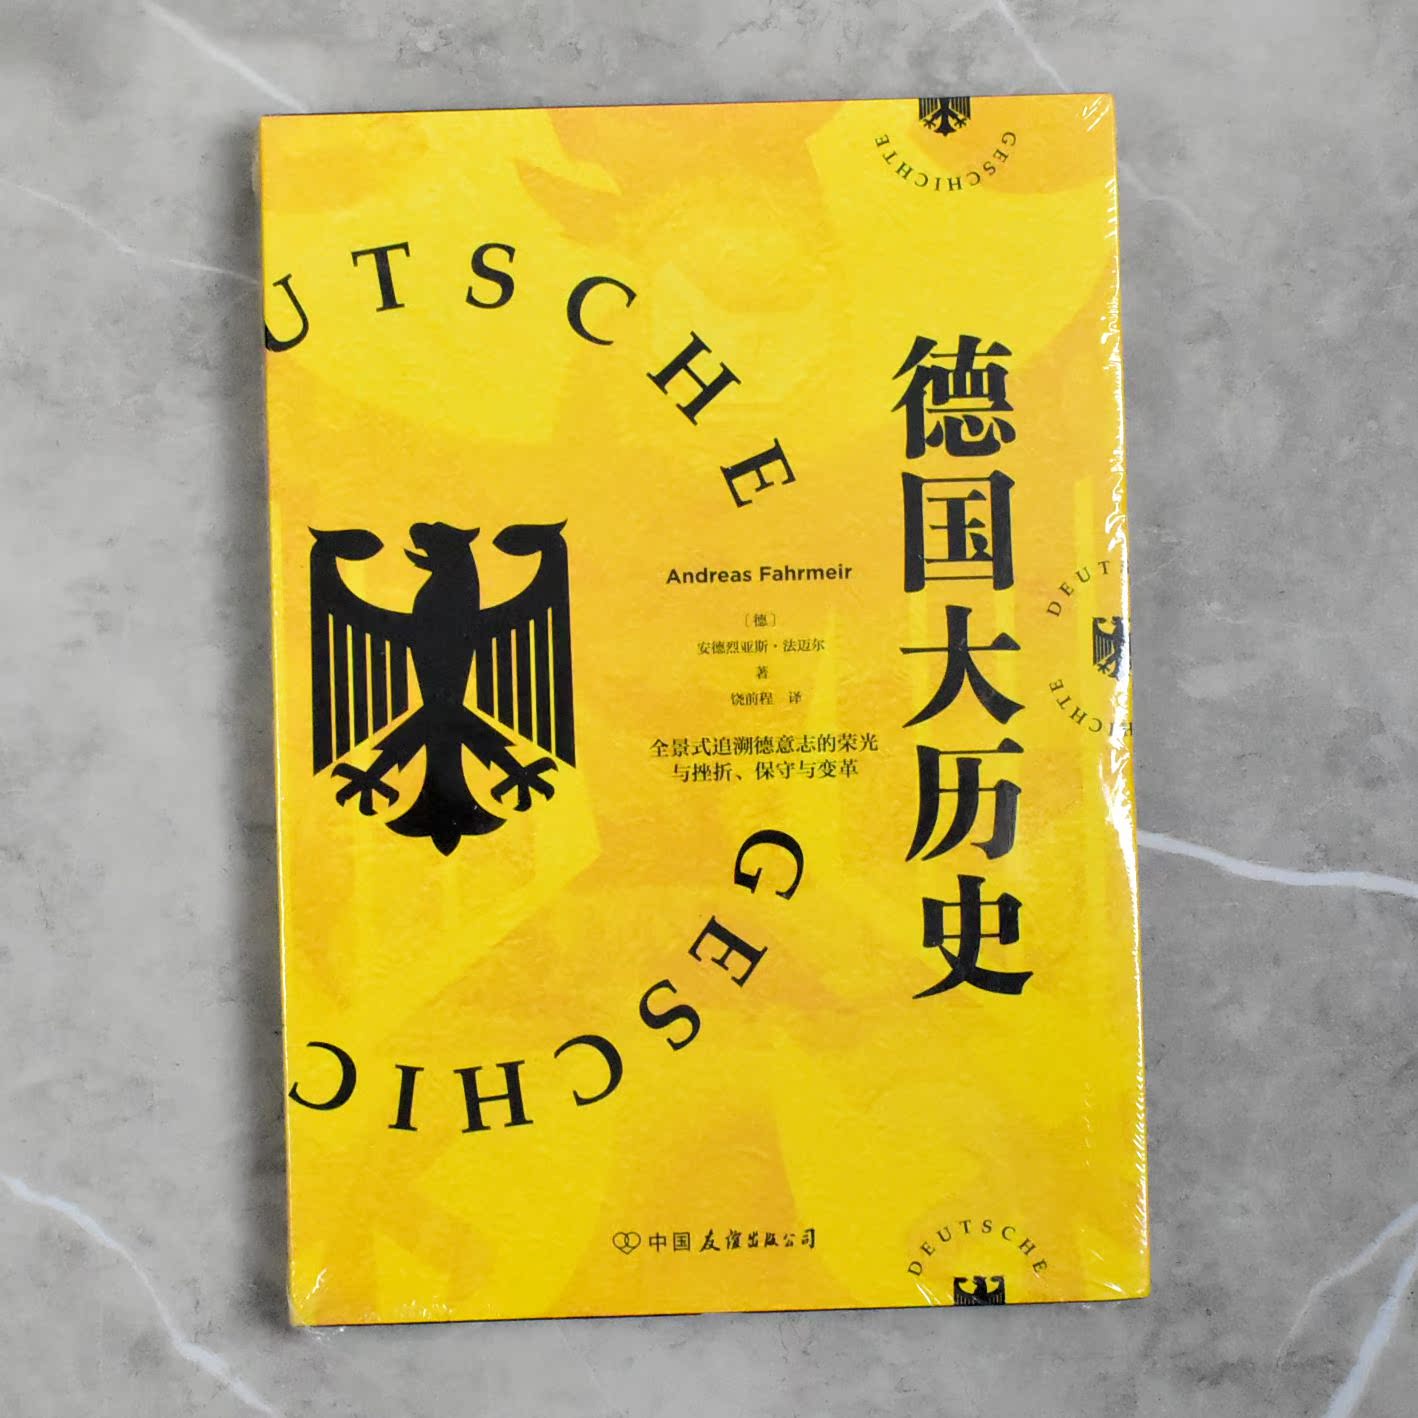 GESCHICHTE
UTSCHE
德国大历史
Andreas Fahrmeir
〔德〕
安德烈亚斯·法迈尔
著
饶前程 译
全景式追溯德意志的荣光
与挫折、保守与变革
DEUTS
ICHTE
GESCHIC
中国友谊出版公司
DEUTSCHE